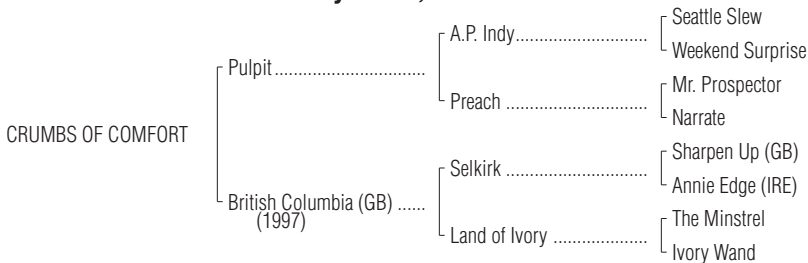 Seattle Slew
A.P. Indy
Weekend Surprise
Pulpit
Mr. Prospector
Preach
Narrate
CRUMBS OF COMFORT
Sharpen Up (GB)
Selkirk
Annie Edge (IRE)
British Columbia (GB)
(1997)
The Minstrel
Land of Ivory
Ivory Wand